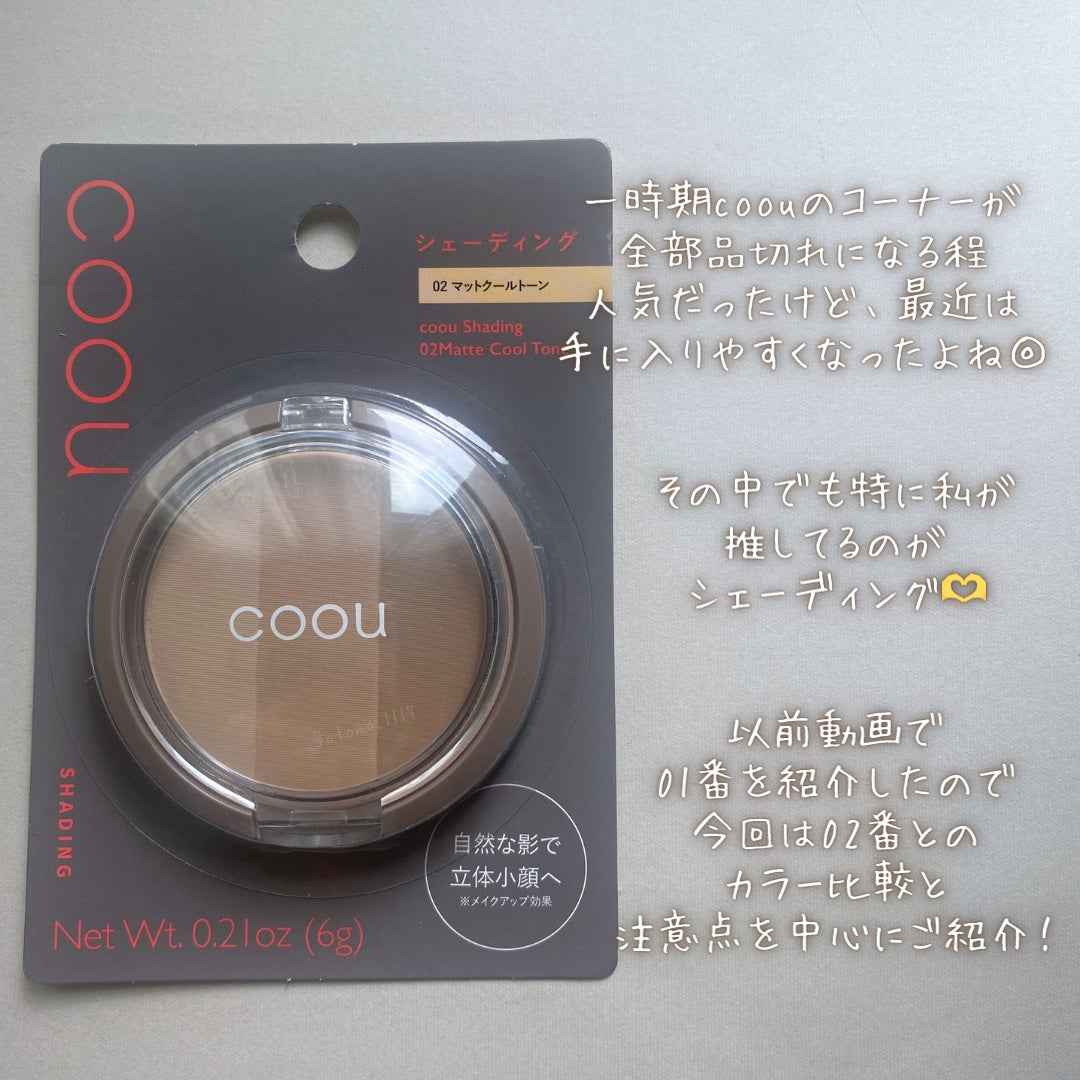 coou
シェーディング
02 マットクールトーン
coou Shading
02Matte Cool Ton
coou
@otomo.1119
SHADING
自然な影で
立体小顔へ
※メイクアップ効果
Net Wt. 0.21oz (6g)
一時期coouのコーナーが
全部品切れになる程
人気だったけど、最近は
手に入りやすくなったよね◎
その中でも特に私が
推してるのが
シェーディング🫶
以前動画で
01番を紹介したので
今回は02番との
カラー比較と
注意点を中心にご紹介!